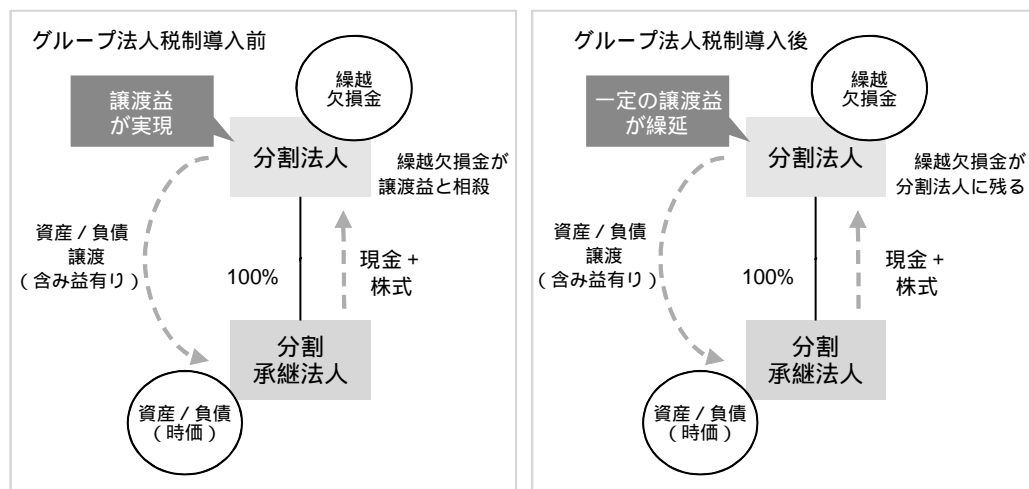 グループ法人税制導入前
繰越
欠損金
譲渡益
が実現
分割法人
繰越欠損金が
譲渡益と相殺
資産/負債
譲渡
(含み益有り)
100%
現金+
株式
分割
承継法人
資産/負債
(時価)
グループ法人税制導入後
繰越
欠損金
一定の譲渡益
が繰延
分割法人
繰越欠損金が
分割法人に残る
資産/負債
譲渡
(含み益有り)
100%
現金+
株式
分割
承継法人
資産/負債
(時価)